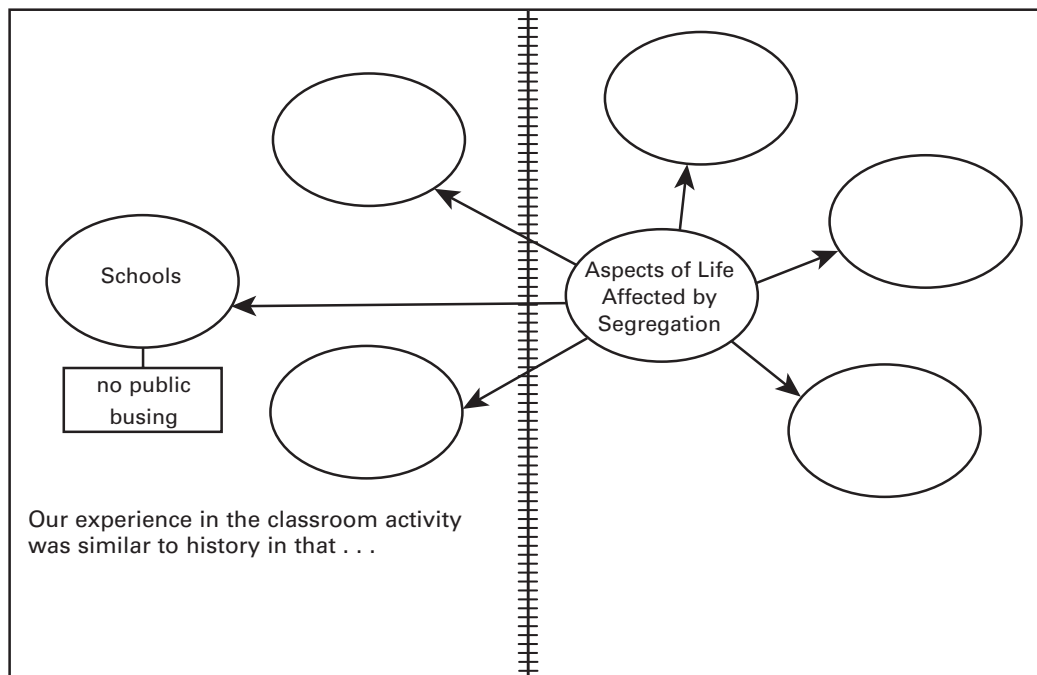 Schools
no public
busing
Aspects of Life
Affected by
Segregation
Our experience in the classroom activity
was similar to history in that . . .